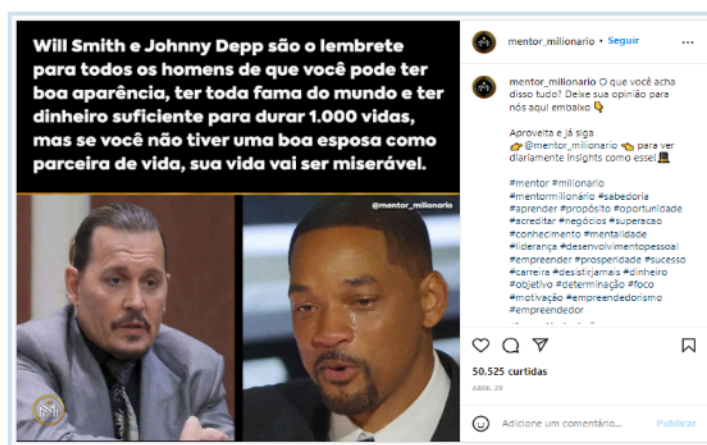 Will Smith e Johnny Depp são o lembrete
para todos os homens de que você pode ter
boa aparência, ter toda fama do mundo e ter
dinheiro suficiente para durar 1.000 vidas,
mas se você não tiver uma boa esposa como
parceira de vida, sua vida vai ser miserável.
@mentor_milionario
mentor_milionario • Seguir
mentor_milionario O que você acha
disso tudo? Deixe sua opinião para
nós aqui embaixo 👇
Aproveita e já siga
👉 @mentor_milionario 👈 para ver
diariamente insights como esse!
#mentor #milionario
#mentormilionário #sabedoria
#aprender #propósito #oportunidade
#acreditar #negócios #superacao
#conhecimento #mentalidade
#liderança #desenvolvimentopessoal
#empreender #prosperidade #sucesso
#carreira #desistirjamais #dinheiro
#objetivo #determinação #foco
#motivação #empreendedorismo
#empreendedor
50.525 curtidas
ABRIL 29
Adicione um comentário... Publicar